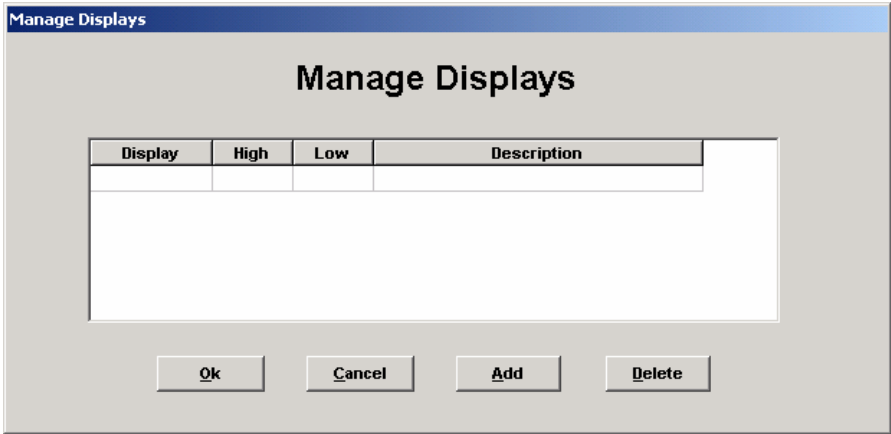 Manage Displays
Manage Displays
Display High Low Description
Ok Cancel Add Delete